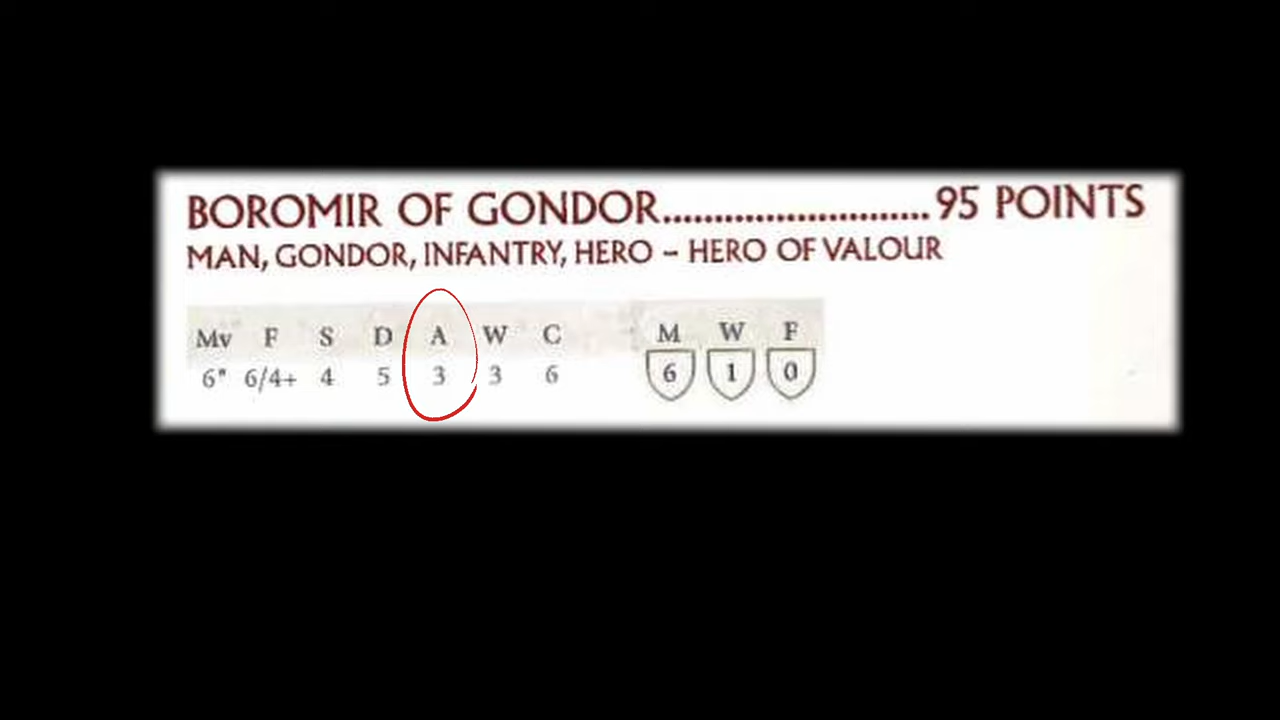 BOROMIR OF GONDOR..........................95 POINTS
MAN, GONDOR, INFANTRY, HERO – HERO OF VALOUR
Mv F S D A W C M W F
6" 6/4+ 4 5 3 3 6 6 1 0